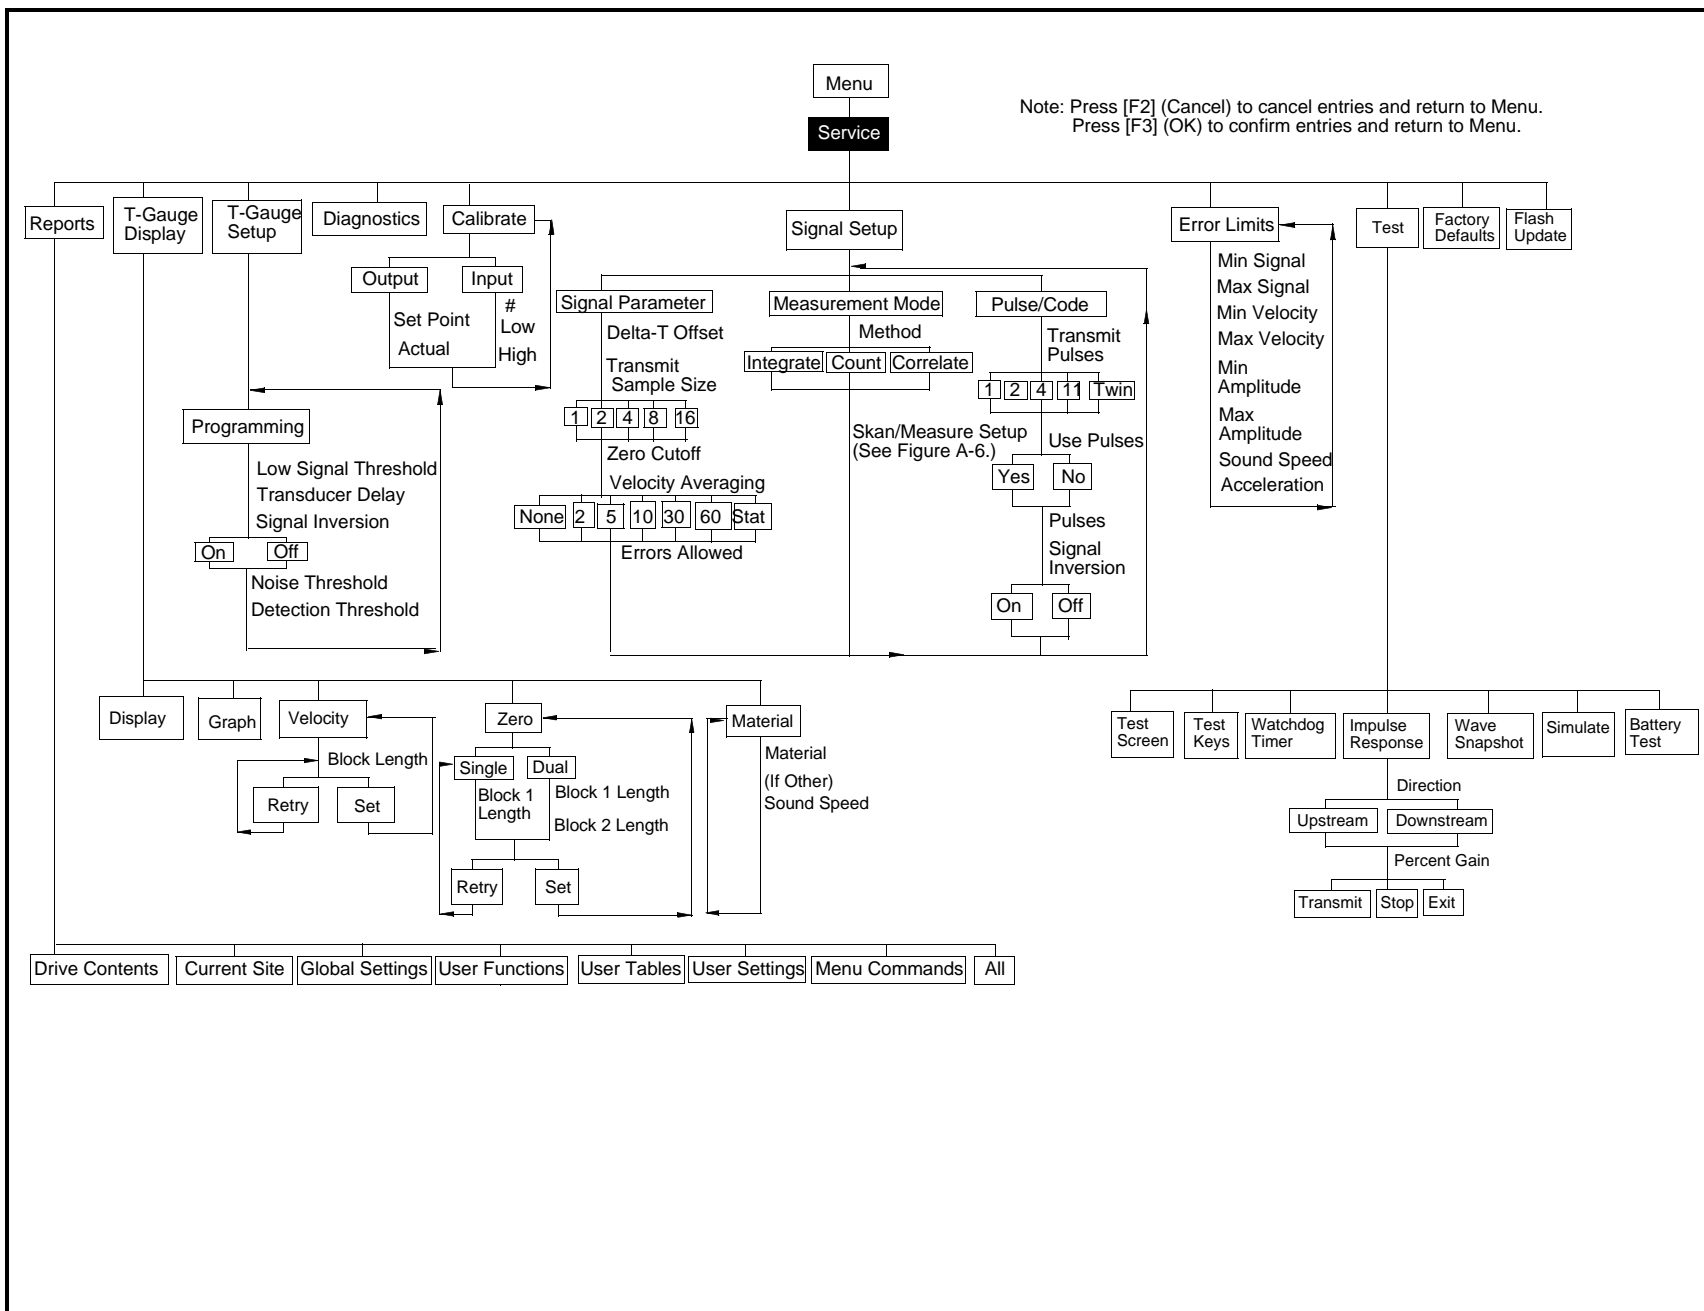 Menu
Note: Press [F2] (Cancel) to cancel entries and return to Menu.
Press [F3] (OK) to confirm entries and return to Menu.
Service
Reports
T-Gauge
Display
T-Gauge
Setup
Diagnostics
Calibrate
Signal Setup
Error Limits
Test
Factory
Defaults
Flash
Update
Output
Input
Set Point
Actual
#
Low
High
Programming
Low Signal Threshold
Transducer Delay
Signal Inversion
On
Off
Noise Threshold
Detection Threshold
Signal Parameter
Delta-T Offset
Transmit
Sample Size
1
2
4
8
16
Zero Cutoff
Velocity Averaging
None
2
5
10
30
60
Stat
Errors Allowed
Measurement Mode
Method
Integrate
Count
Correlate
Skan/Measure Setup
(See Figure A-6.)
Pulse/Code
Transmit
Pulses
1
2
4
11
Twin
Use Pulses
Yes
No
Pulses
Signal
Inversion
On
Off
Min Signal
Max Signal
Min Velocity
Max Velocity
Min
Amplitude
Max
Amplitude
Sound Speed
Acceleration
Display
Graph
Velocity
Block Length
Retry
Set
Zero
Single
Dual
Block 1
Length
Block 1 Length
Block 2 Length
Retry
Set
Material
Material
(If Other)
Sound Speed
Test
Screen
Test
Keys
Watchdog
Timer
Impulse
Response
Wave
Snapshot
Simulate
Battery
Test
Direction
Upstream
Downstream
Percent Gain
Transmit
Stop
Exit
Drive Contents
Current Site
Global Settings
User Functions
User Tables
User Settings
Menu Commands
All